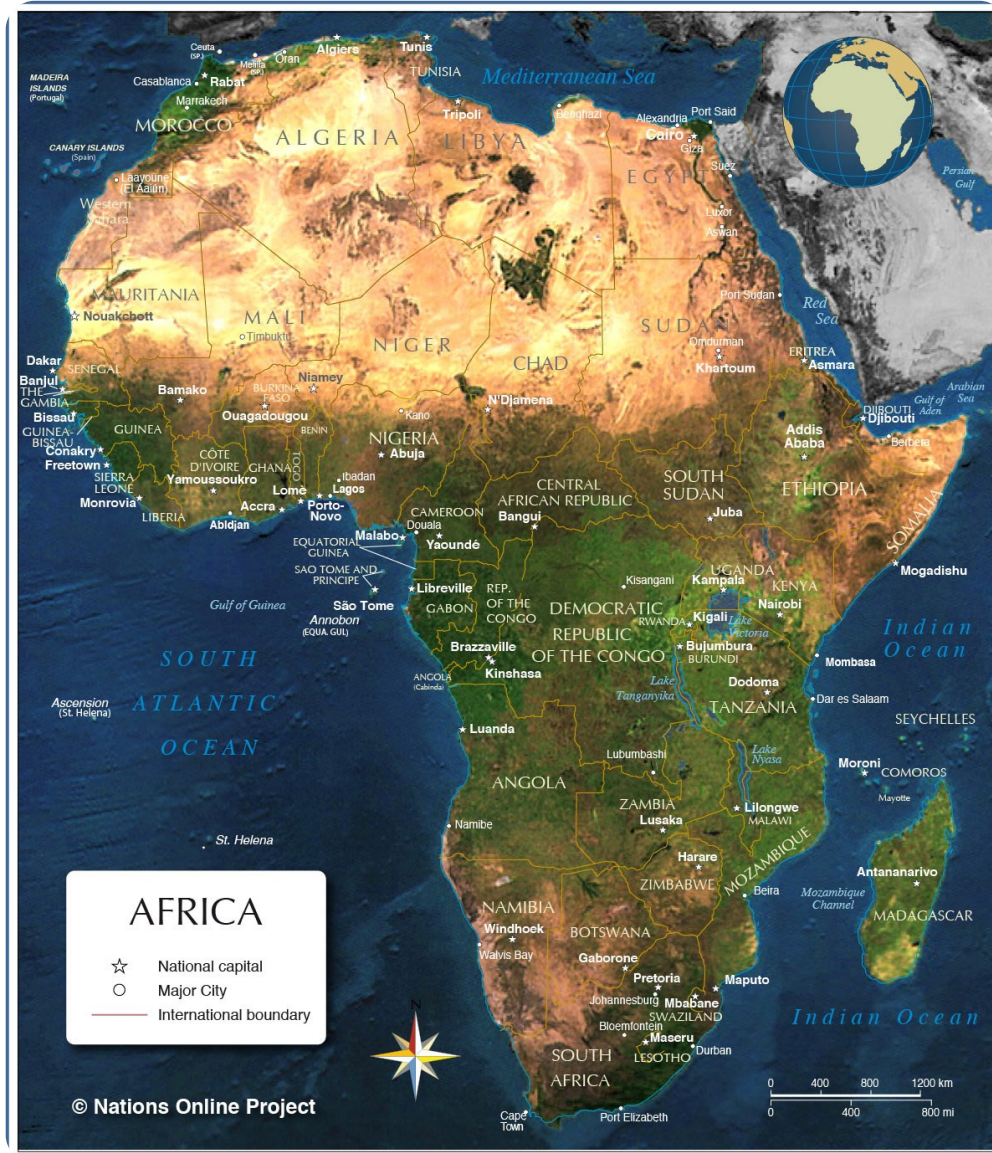 Ceuta
(SP.)
Melilla
(SP.)
Oran
Algiers
Tunis
TUNISIA
Mediterranean Sea
MADEIRA
ISLANDS
(Portugal)
Casablanca
Rabat
Marrakech
MOROCCO
Tripoli
Benghazi
Alexandria
Port Said
Cairo
Giza
Suez
ALGERIA
LIBYA
EGYPT
Persian
Gulf
CANARY ISLANDS
(Spain)
Laayoune
(El Aaiún)
Western
Sahara
Luxor
Aswan
MAURITANIA
Nouakchott
MALI
Timbuktu
NIGER
CHAD
SUDAN
Port Sudan
Red
Sea
Omdurman
Khartoum
ERITREA
Asmara
Dakar
SENEGAL
Banjul
THE
GAMBIA
Bissau
GUINEA-
BISSAU
Bamako
BURKINA
FASO
Niamey
Ouagadougou
Kano
N'Djamena
Arabian
Sea
Gulf of
Aden
DJIBOUTI
Djibouti
Berbera
GUINEA
BENIN
NIGERIA
Abuja
Addis
Ababa
Conakry
Freetown
SIERRA
LEONE
CÔTE
D'IVOIRE
Yamoussoukro
GHANA
TOGO
Ibadan
Lagos
Lomé
CENTRAL
AFRICAN REPUBLIC
SOUTH
SUDAN
ETHIOPIA
Monrovia
LIBERIA
Abidjan
Accra
Porto-
Novo
CAMEROON
Douala
Bangui
Juba
SOMALIA
Malabo
Yaoundé
EQUATORIAL
GUINEA
SAO TOME AND
PRINCIPE
Mogadishu
UGANDA
Kampala
KENYA
Nairobi
Kisangani
Libreville
GABON
REP.
OF THE
CONGO
São Tome
Gulf of Guinea
Annobon
(EQUA. GUI.)
DEMOCRATIC
REPUBLIC
OF THE CONGO
RWANDA
Kigali
Lake
Victoria
Indian
Ocean
Brazzaville
Kinshasa
Bujumbura
BURUNDI
Mombasa
SOUTH
ATLANTIC
OCEAN
ANGOLA
(Cabinda)
Lake
Tanganyika
Dodoma
TANZANIA
Dar es Salaam
SEYCHELLES
Ascension
(St. Helena)
Luanda
Lubumbashi
Lake
Nyasa
Moroni
COMOROS
Mayotte
ANGOLA
ZAMBIA
Lusaka
Lilongwe
MALAWI
Namibe
St. Helena
Harare
ZIMBABWE
MOZAMBIQUE
Beira
Antananarivo
Mozambique
Channel
MADAGASCAR
AFRICA
National capital
Major City
International boundary
NAMIBIA
Windhoek
Walvis Bay
BOTSWANA
Gaborone
Pretoria
Johannesburg
Maputo
Mbabane
SWAZILAND
Indian Ocean
N
Bloemfontein
Maseru
LESOTHO
Durban
SOUTH
AFRICA
Cape
Town
Port Elizabeth
0 400 800 1200 km
0 400 800 mi
© Nations Online Project